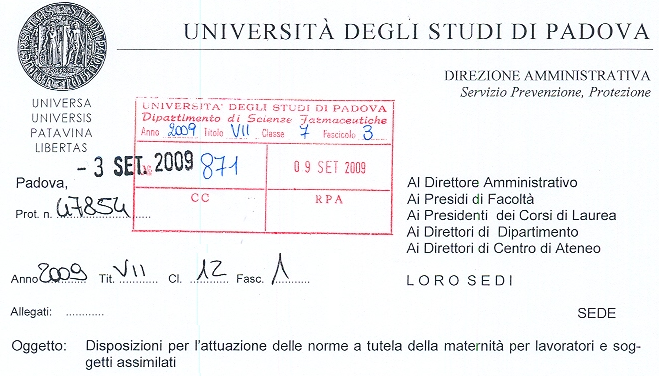 UNIVERSITÀ DEGLI STUDI DI PADOVA
DIREZIONE AMMINISTRATIVA
Servizio Prevenzione, Protezione
UNIVERSA
UNIVERSIS
PATAVINA
LIBERTAS
UNIVERSITA' DEGLI STUDI DI PADOVA
Dipartimento di Scienze Farmaceutiche
Anno 2009 Titolo VII Classe 7 Fascicolo 3
871 09 SET 2009
CC RPA
Padova, - 3 SET. 2009
Prot. n. 47854
Al Direttore Amministrativo
Ai Presidi di Facoltà
Ai Presidenti dei Corsi di Laurea
Ai Direttori di Dipartimento
Ai Direttori di Centro di Ateneo
Anno 2009 Tit. VII Cl. 12 Fasc. 1
LORO SEDI
Allegati: ............
SEDE
Oggetto: Disposizioni per l'attuazione delle norme a tutela della maternità per lavoratori e sog-
getti assimilati